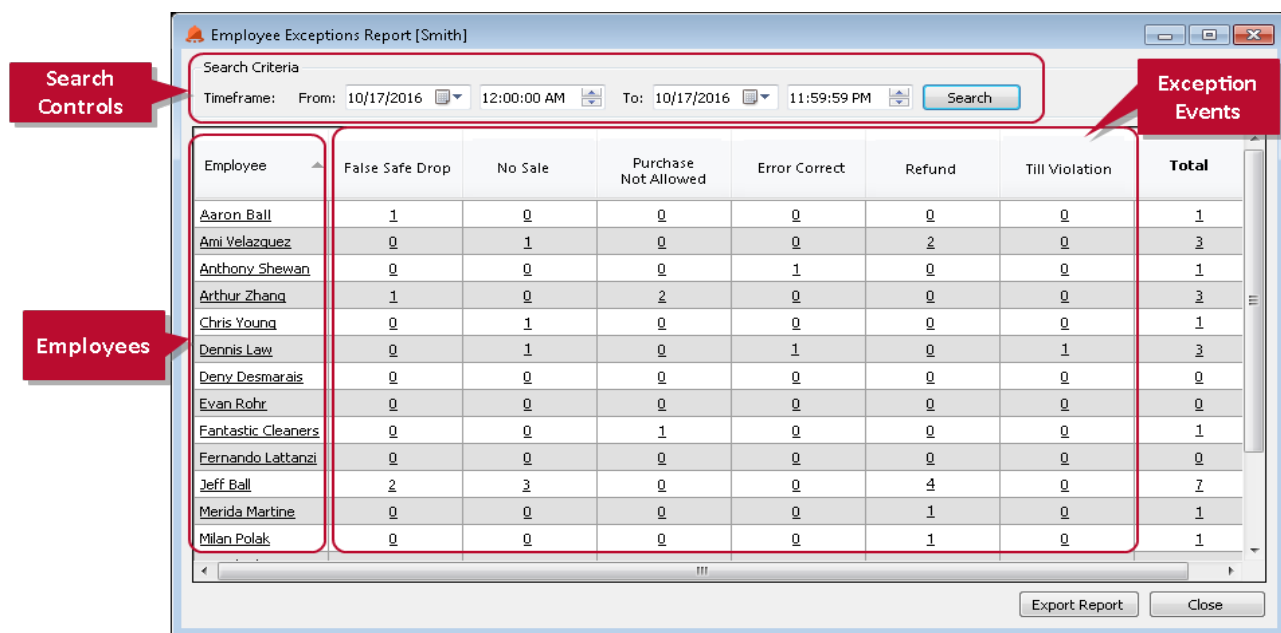 Employee Exceptions Report [Smith]
Search Controls
Search Criteria
Timeframe: From: 10/17/2016 12:00:00 AM To: 10/17/2016 11:59:59 PM Search
Exception Events
Employee False Safe Drop No Sale Purchase Not Allowed Error Correct Refund Till Violation Total
Aaron Ball 1 0 0 0 0 0 1
Ami Velazquez 0 1 0 0 2 0 3
Anthony Shewan 0 0 0 1 0 0 1
Arthur Zhang 1 0 2 0 0 0 3
Chris Young 0 1 0 0 0 0 1
Employees
Dennis Law 0 1 0 1 0 1 3
Deny Desmarais 0 0 0 0 0 0 0
Evan Rohr 0 0 0 0 0 0 0
Fantastic Cleaners 0 0 1 0 0 0 1
Fernando Lattanzi 0 0 0 0 0 0 0
Jeff Ball 2 3 0 0 4 0 7
Merida Martine 0 0 0 0 1 0 1
Milan Polak 0 0 0 0 1 0 1
Export Report Close